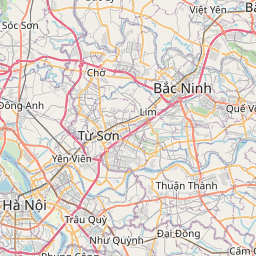 Việt Yên
Sóc Sơn
Chờ
Bắc Ninh
Đông Anh
Lim
Quế Võ
Từ Sơn
Yên Viên
Thuận Thành
Hà Nội
Trâu Quỳ
Đại Đồng
Như Quỳnh